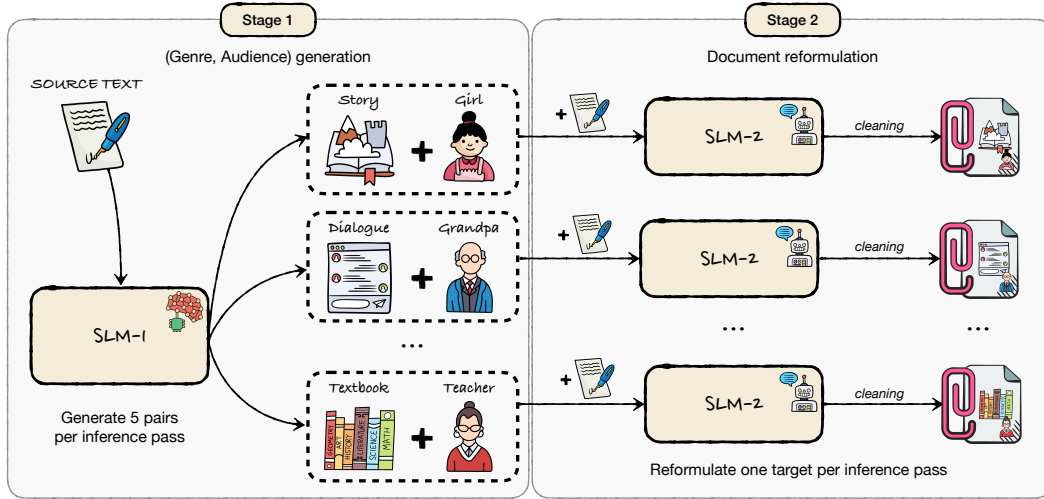 Stage 1
(Genre, Audience) generation
SOURCE TEXT
SLM-1
Generate 5 pairs
per inference pass
Story
Girl
+
Dialogue
Grandpa
+
...
Textbook
Teacher
+
GEOMETRY
ART
HISTORY
LITERATURE
SCIENCE
MATH
Stage 2
Document reformulation
+
SLM-2
cleaning
+
SLM-2
cleaning
...
...
+
SLM-2
cleaning
Reformulate one target per inference pass